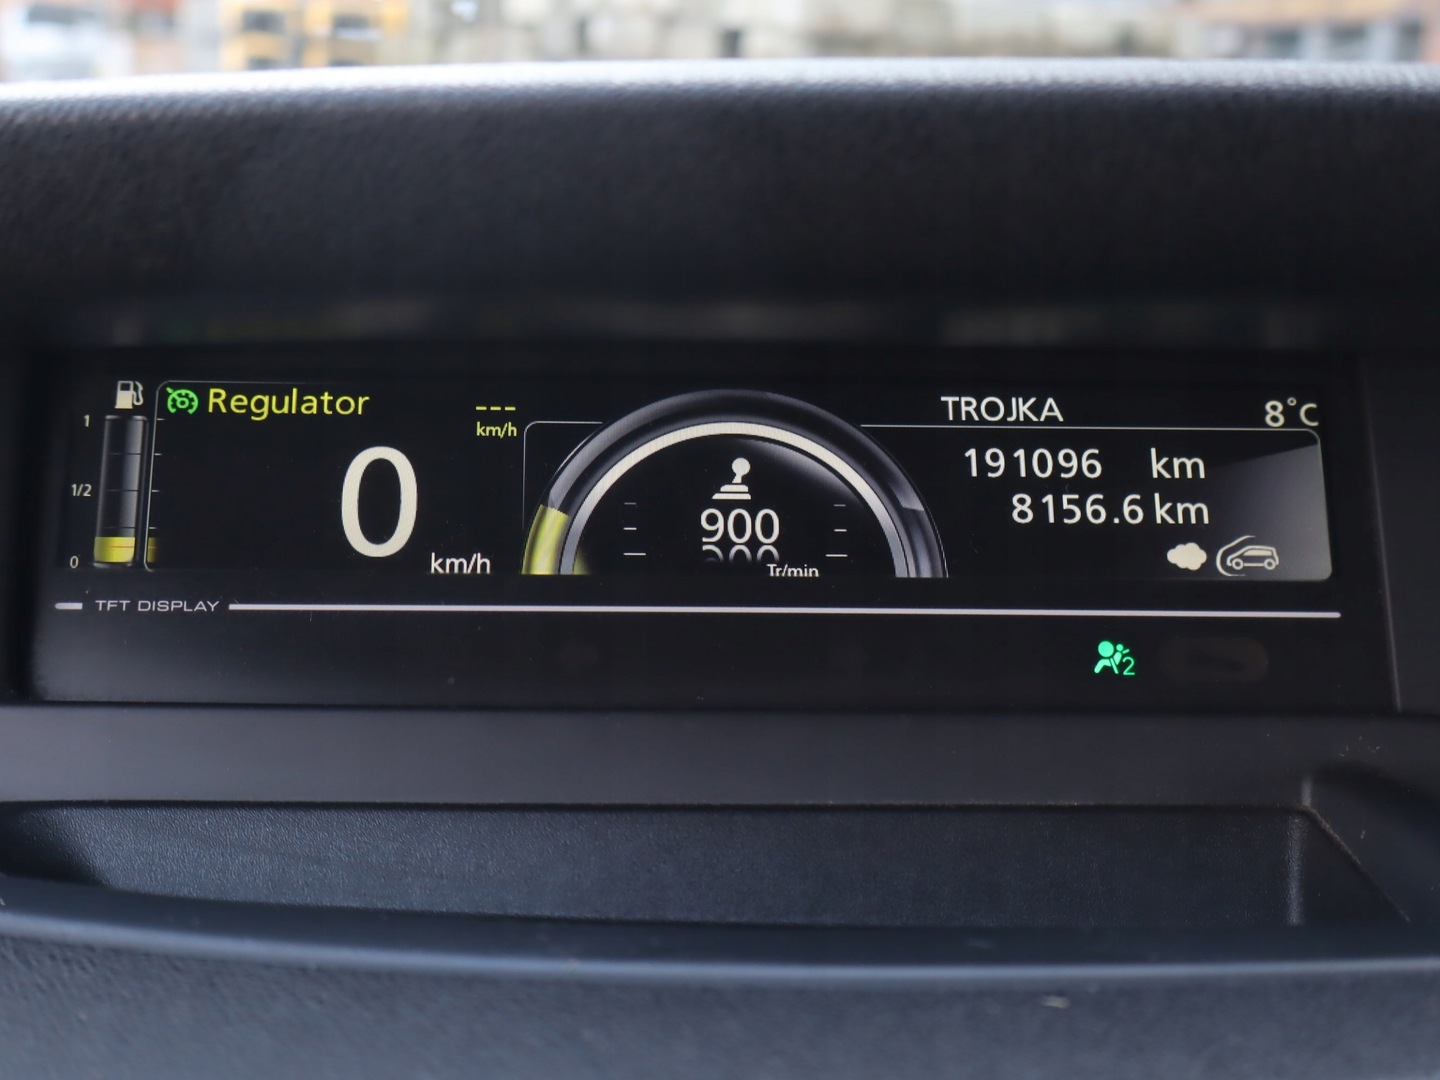 Regulator
---
km/h
TROJKA
8°C
1
1/2
0
0
km/h
900
Tr/min
191096 km
8156.6 km
TFT DISPLAY
2